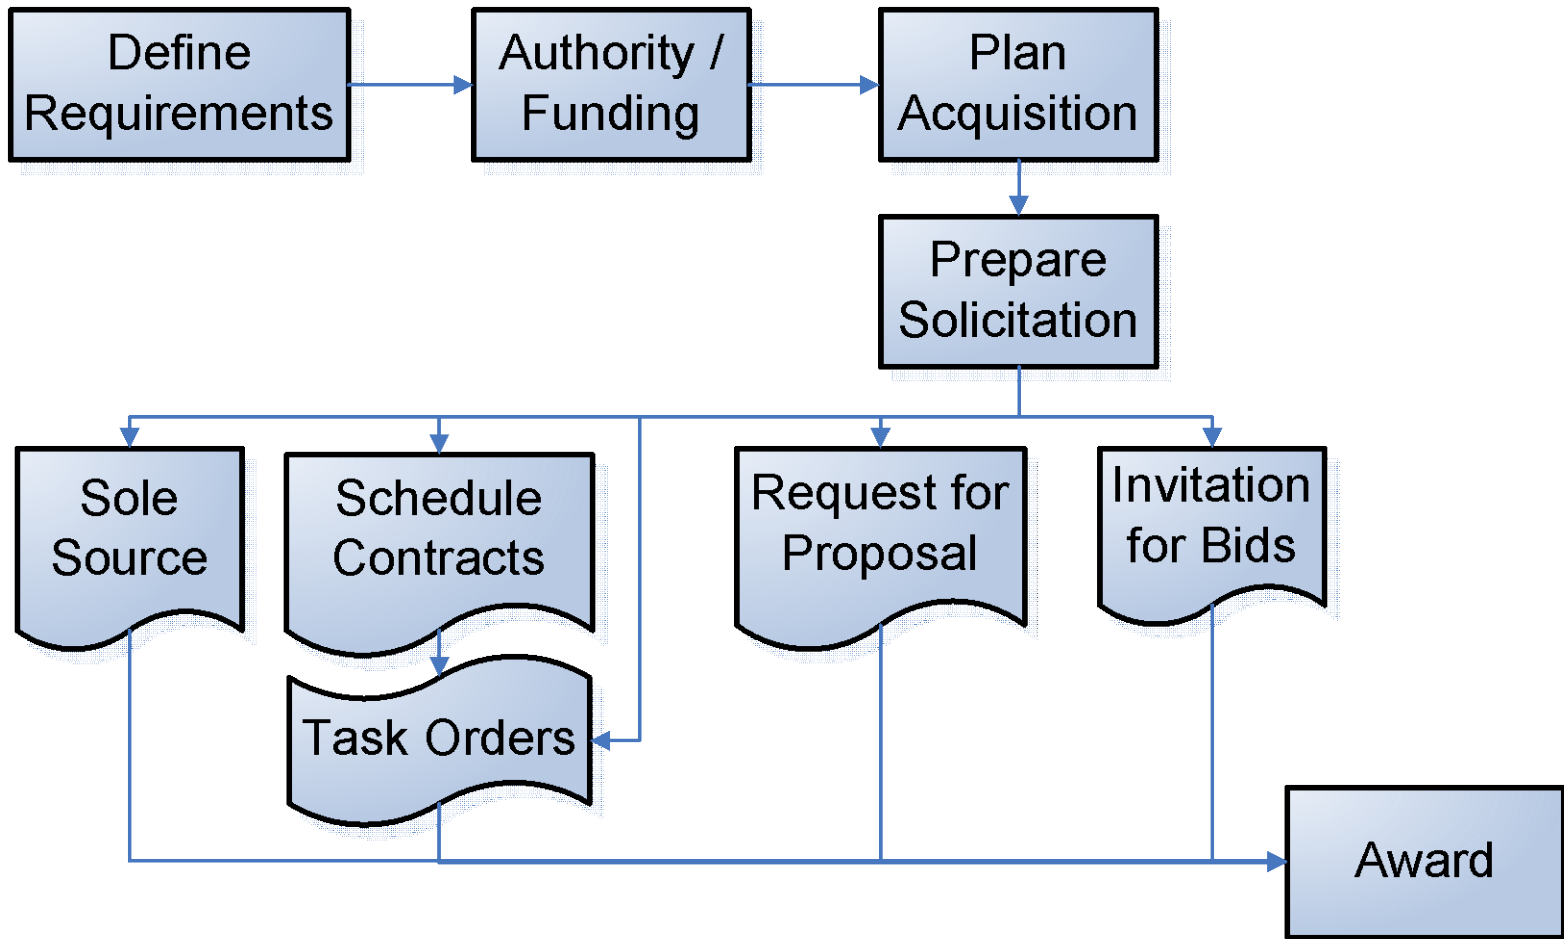 Define
Requirements
Authority /
Funding
Plan
Acquisition
Prepare
Solicitation
Sole
Source
Schedule
Contracts
Request for
Proposal
Invitation
for Bids
Task Orders
Award